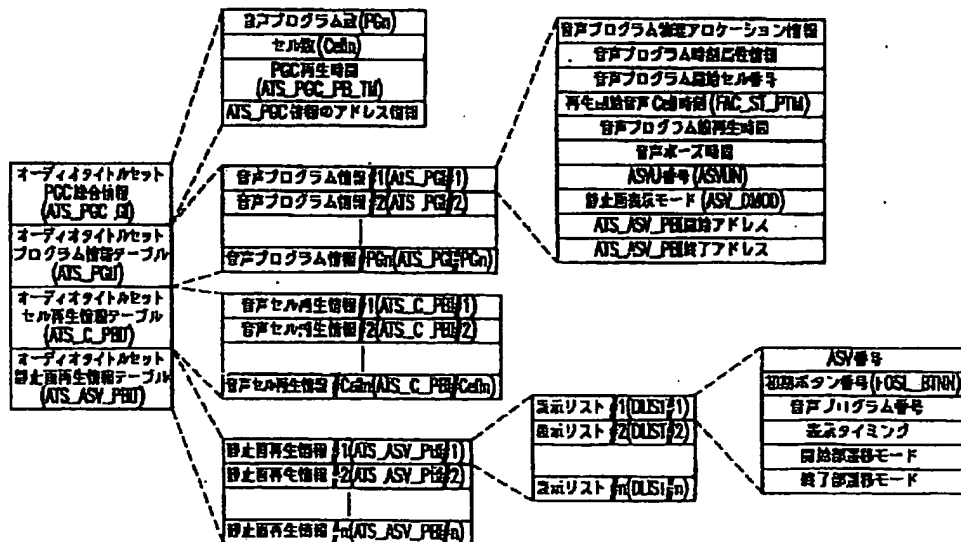 音声プログラム数(PGn)
セル数(Celln)
PGC再生時間
(ATS_PGC_PB_TM)
ATS_PGC情報のアドレス情報
音声プログラム物理アロケーション情報
音声プログラム時刻属性情報
音声プログラム開始セル番号
再生開始音声Cell時刻(FAC_ST_PTM)
音声プログラム総再生時間
音声ポーズ時間
ASVU番号(ASVUN)
静止画表示モード(ASV_DMOD)
ATS_ASV_PBI開始アドレス
ATS_ASV_PBI終了アドレス
オーディオタイトルセット
PGC総合情報
(ATS_PGC_GI)
オーディオタイトルセット
プログラム情報テーブル
(ATS_PGIT)
オーディオタイトルセット
セル再生情報テーブル
(ATS_C_PBIT)
オーディオタイトルセット
静止画再生情報テーブル
(ATS_ASV_PBIT)
音声プログラム情報 #1(ATS_PGI#1)
音声プログラム情報 #2(ATS_PGI#2)
音声プログラム情報 #PGn(ATS_PGI#PGn)
音声セル再生情報 #1(ATS_C_PBI#1)
音声セル再生情報 #2(ATS_C_PBI#2)
音声セル再生情報 #Celln(ATS_C_PBI#Celln)
静止画再生情報 #1(ATS_ASV_PBI#1)
静止画再生情報 #2(ATS_ASV_PBI#2)
静止画再生情報 #n(ATS_ASV_PBI#n)
表示リスト #1(DLIST#1)
表示リスト #2(DLIST#2)
表示リスト #n(DLIST#n)
ASV番号
初期ボタン番号(FOSL_BTNN)
音声プログラム番号
表示タイミング
開始部遷移モード
終了部遷移モード